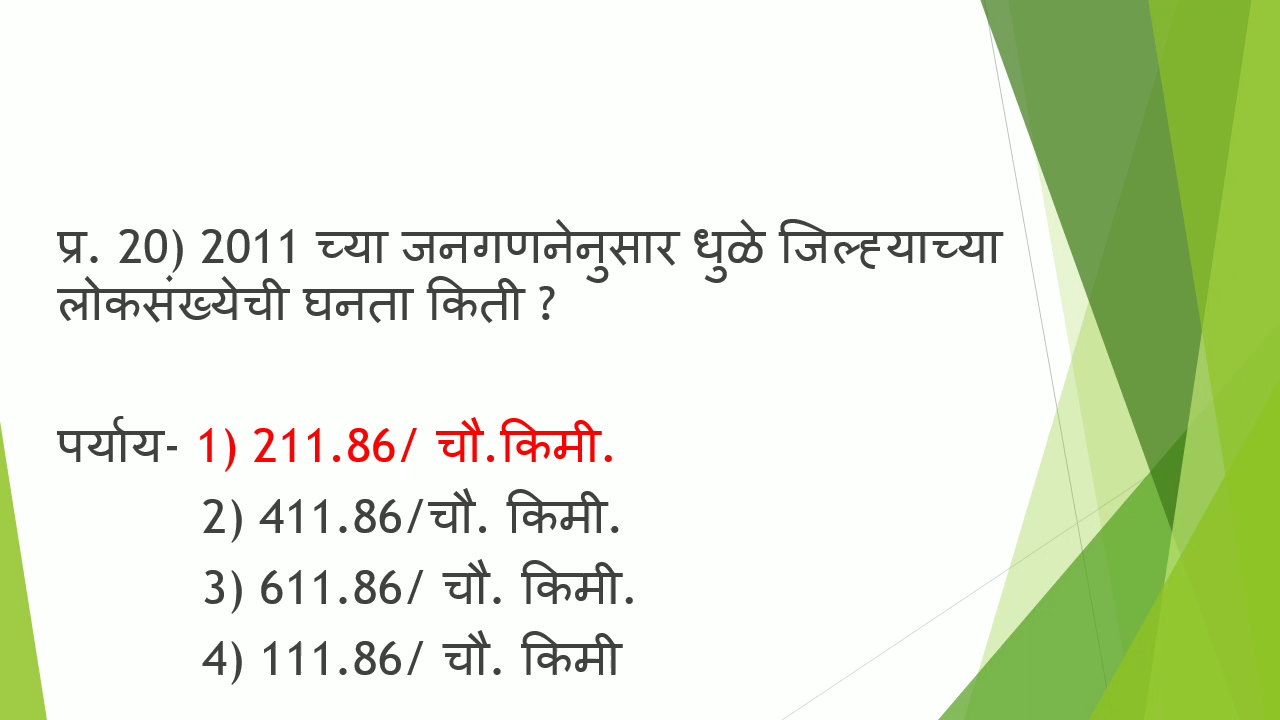 प्र. 20) 2011 च्या जनगणनेनुसार धुळे जिल्ह्याच्या
लोकसंख्येची घनता किती ?
पर्याय- 1) 211.86/ चौ.किमी.
2) 411.86/चौ. किमी.
3) 611.86/ चौ. किमी.
4) 111.86/ चौ. किमी